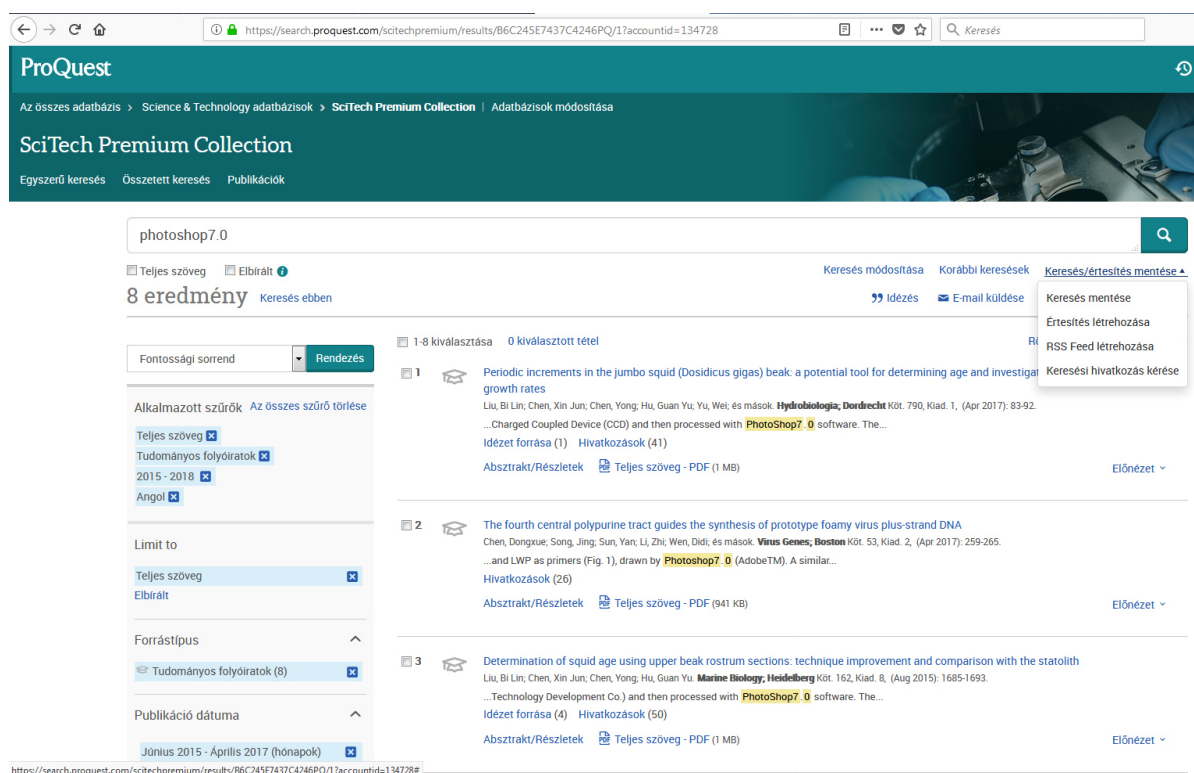 https://search.proquest.com/scitechpremium/results/B6C245E7437C4246PQ/1?accountid=134728
Keresés
ProQuest
Az összes adatbázis > Science & Technology adatbázisok > SciTech Premium Collection | Adatbázisok módosítása
SciTech Premium Collection
Egyszerű keresés Összetett keresés Publikációk
photoshop7.0
Teljes szöveg Elbírált
Keresés módosítása Korábbi keresések Keresés/értesítés mentése
8 eredmény Keresés ebben
Idézés E-mail küldése
Keresés mentése
Értesítés létrehozása
RSS Feed létrehozása
Keresési hivatkozás kérése
Fontossági sorrend Rendezés
Alkalmazott szűrők Az összes szűrő törlése
Teljes szöveg
Tudományos folyóiratok
2015 - 2018
Angol
Limit to
Teljes szöveg
Elbírált
Forrástípus
Tudományos folyóiratok (8)
Publikáció dátuma
Június 2015 - Április 2017 (hónapok)
1-8 kiválasztása 0 kiválasztott tétel
1 Periodic increments in the jumbo squid (Dosidicus gigas) beak: a potential tool for determining age and investigat
growth rates
Liu, Bi Lin; Chen, Xin Jun; Chen, Yong; Hu, Guan Yu; Yu, Wei; és mások. Hydrobiologia; Dordrecht Köt. 790, Kiad. 1, (Apr 2017): 83-92.
...Charged Coupled Device (CCD) and then processed with PhotoShop7.0 software. The...
Idézet forrása (1) Hivatkozások (41)
Absztrakt/Részletek Teljes szöveg - PDF (1 MB) Előnézet
2 The fourth central polypurine tract guides the synthesis of prototype foamy virus plus-strand DNA
Chen, Dongxue; Song, Jing; Sun, Yan; Li, Zhi; Wen, Didi; és mások. Virus Genes; Boston Köt. 53, Kiad. 2, (Apr 2017): 259-265.
...and LWP as primers (Fig. 1), drawn by Photoshop7.0 (AdobeTM). A similar...
Hivatkozások (26)
Absztrakt/Részletek Teljes szöveg - PDF (941 KB) Előnézet
3 Determination of squid age using upper beak rostrum sections: technique improvement and comparison with the statolith
Liu, Bi Lin; Chen, Xin Jun; Chen, Yong; Hu, Guan Yu. Marine Biology; Heidelberg Köt. 162, Kiad. 8, (Aug 2015): 1685-1693.
...Technology Development Co.) and then processed with PhotoShop7.0 software. The...
Idézet forrása (4) Hivatkozások (50)
Absztrakt/Részletek Teljes szöveg - PDF (1 MB) Előnézet
https://search.proquest.com/scitechpremium/results/B6C245E7437C4246PQ/1?accountid=134728#